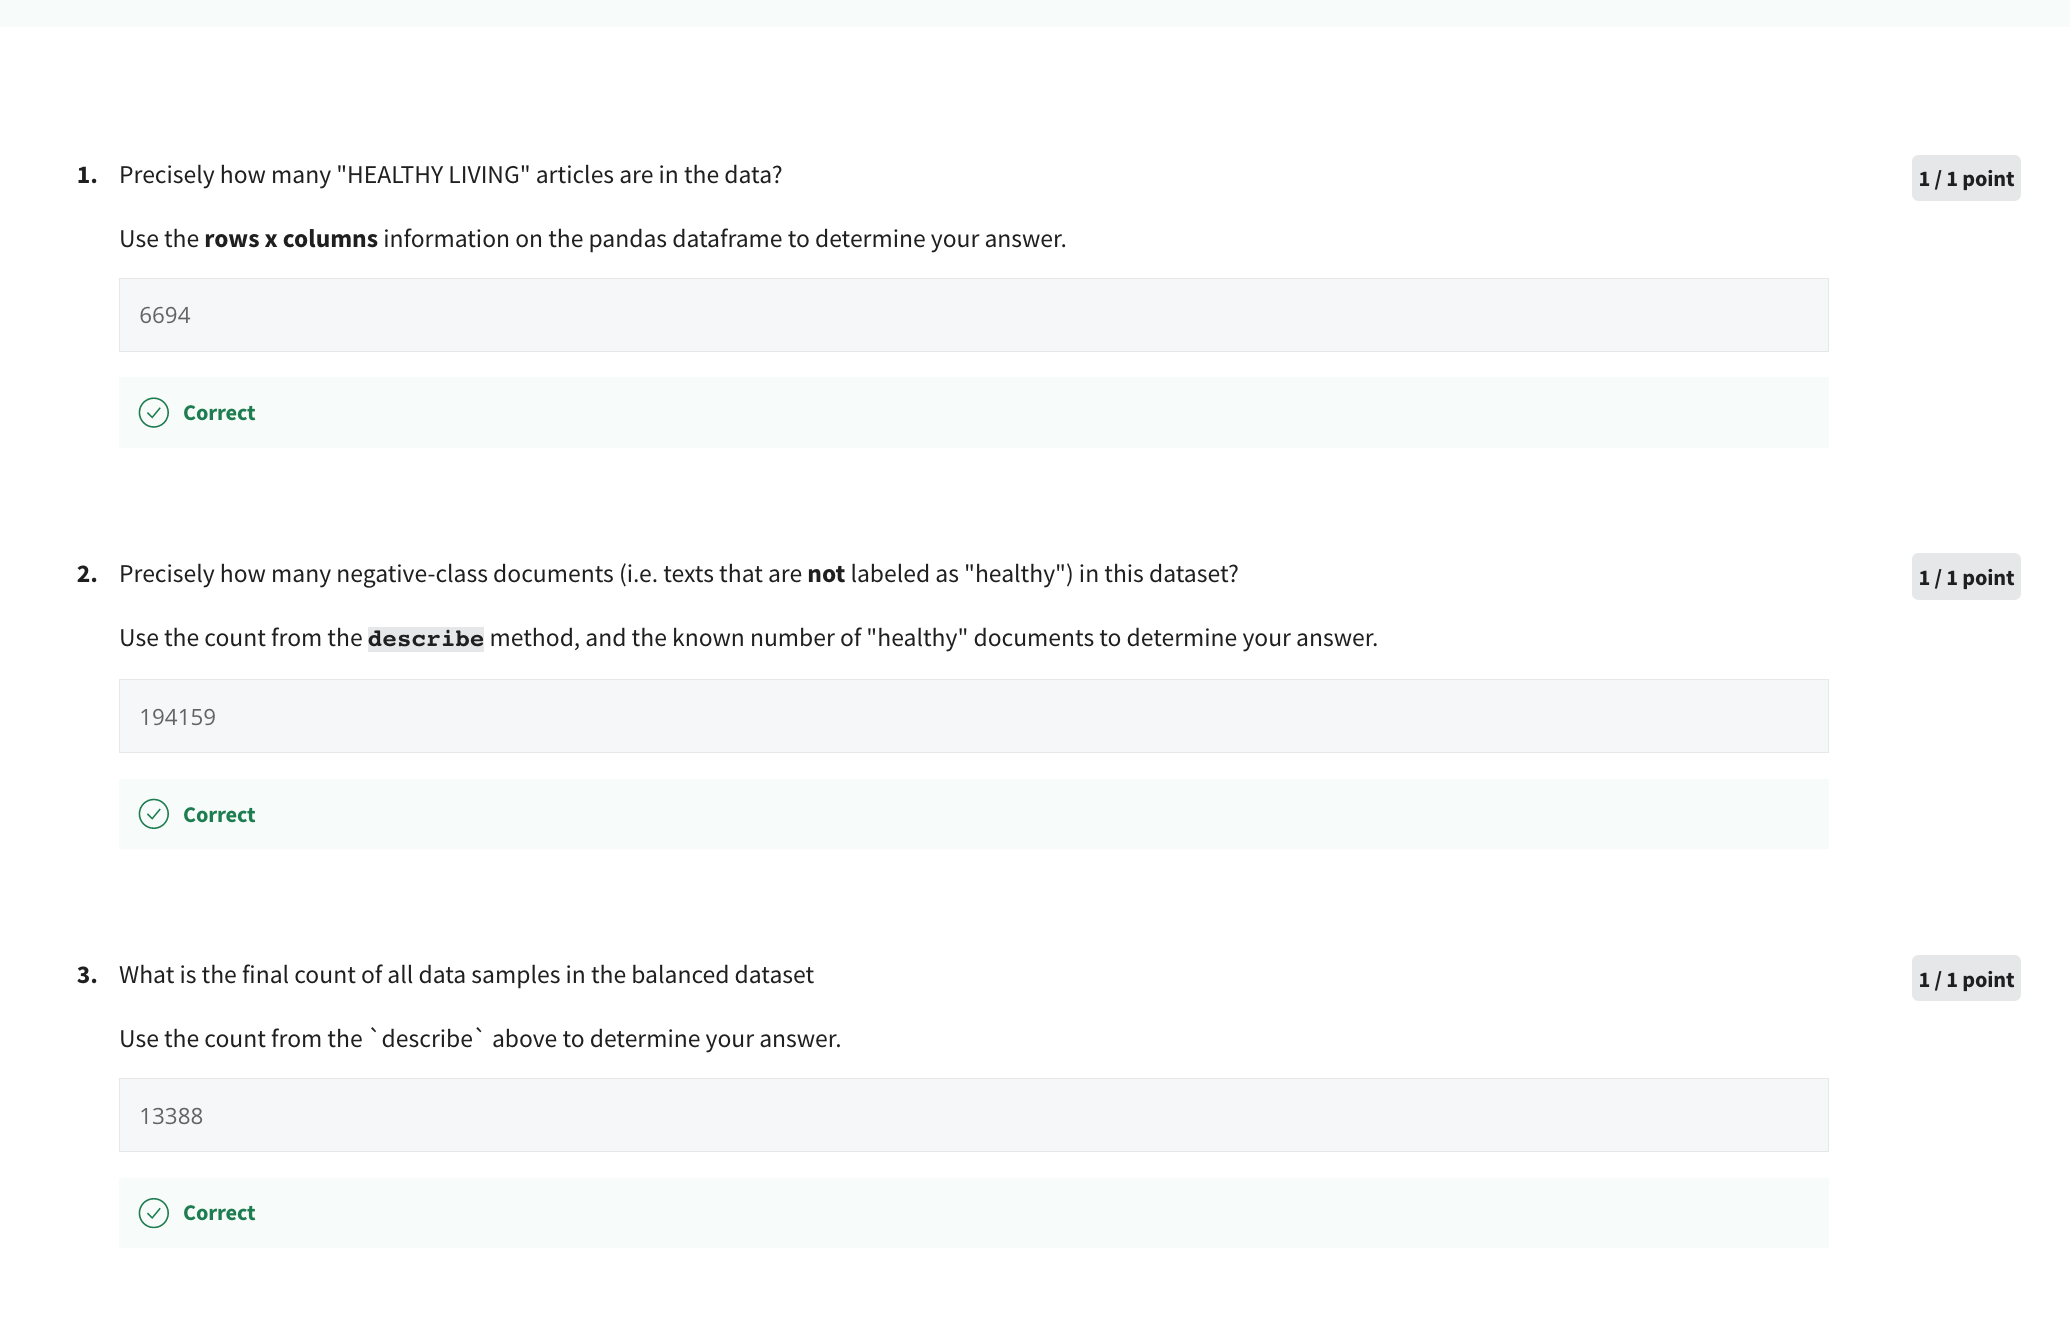 1. Precisely how many "HEALTHY LIVING" articles are in the data?
1 / 1 point
Use the rows x columns information on the pandas dataframe to determine your answer.
6694
Correct
2. Precisely how many negative-class documents (i.e. texts that are not labeled as "healthy") in this dataset?
1 / 1 point
Use the count from the describe method, and the known number of "healthy" documents to determine your answer.
194159
Correct
3. What is the final count of all data samples in the balanced dataset
1 / 1 point
Use the count from the `describe` above to determine your answer.
13388
Correct